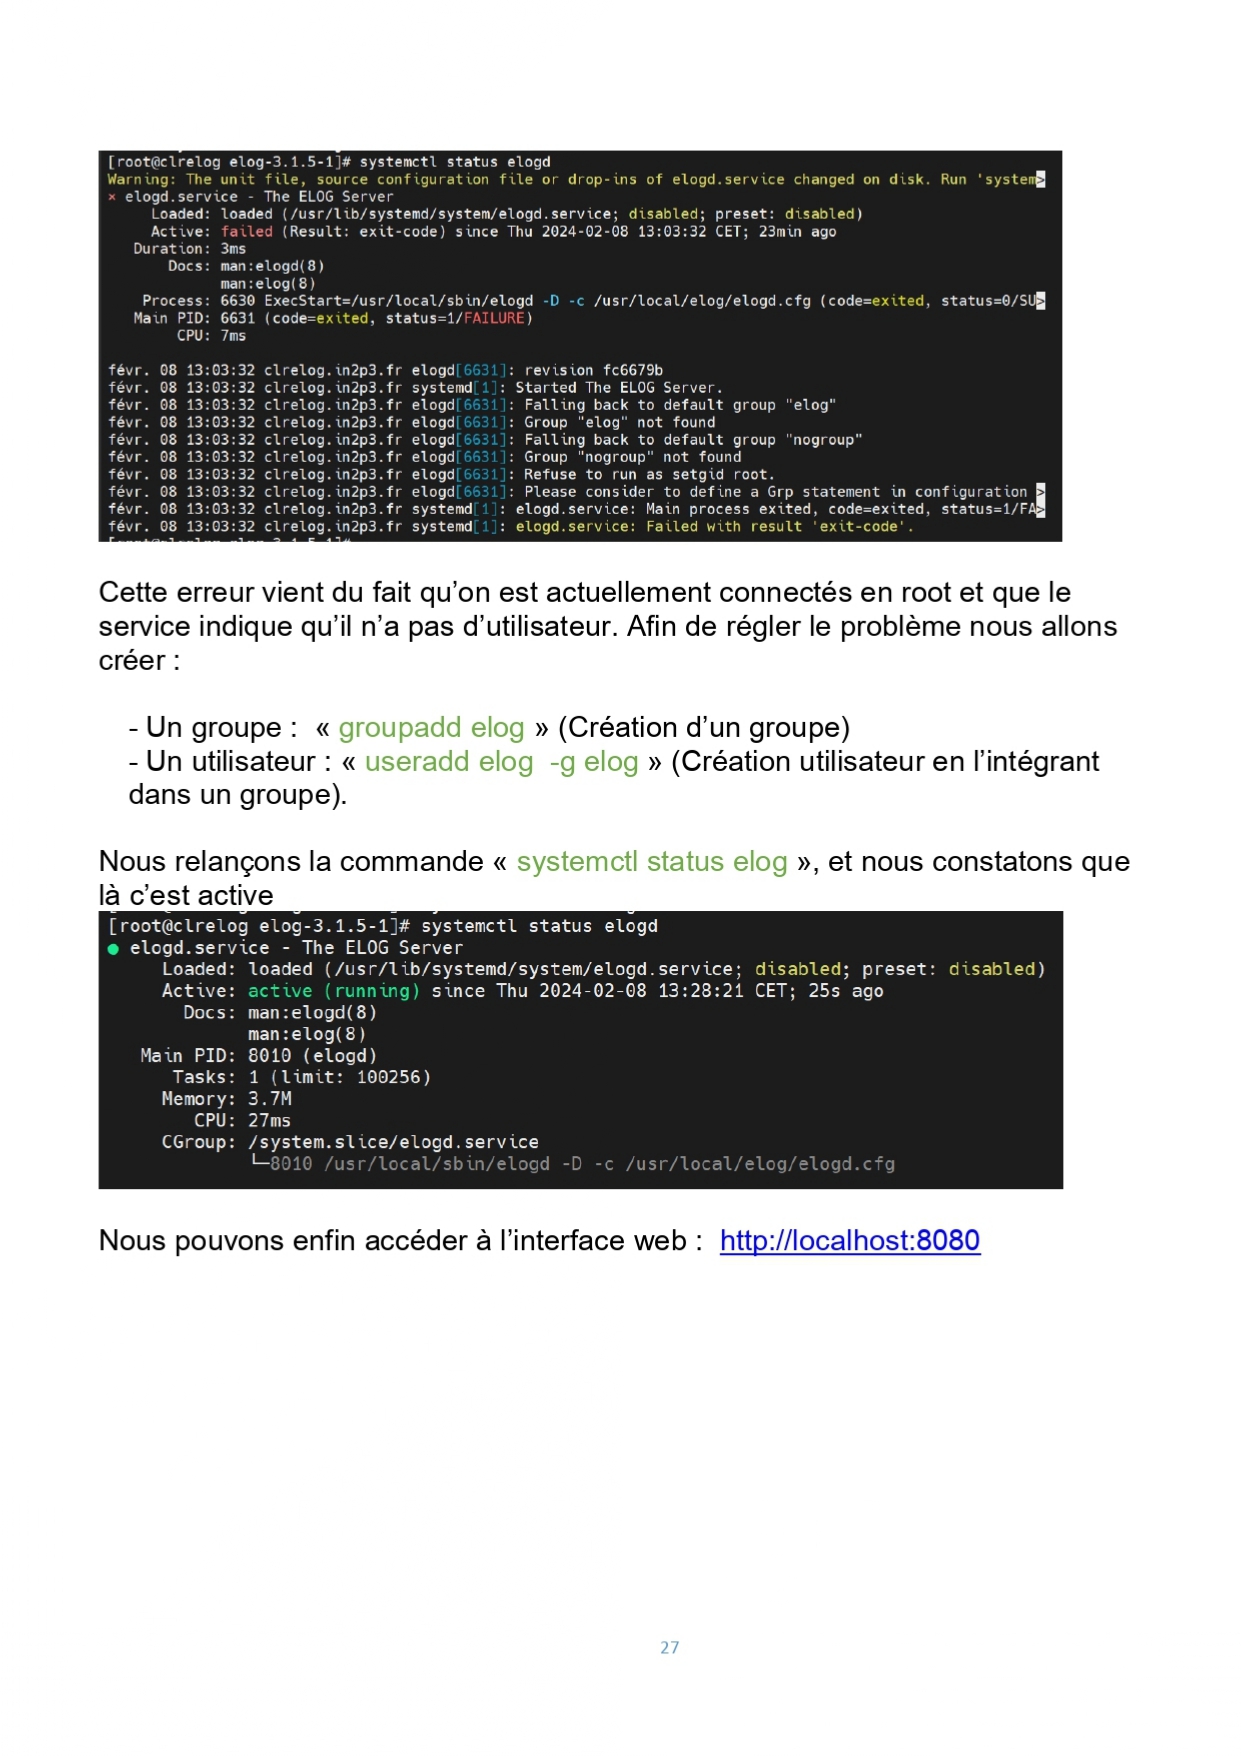 [root@clrelog elog-3.1.5-1]# systemctl status elogd
Warning: The unit file, source configuration file or drop-ins of elogd.service changed on disk. Run 'system>
× elogd.service - The ELOG Server
Loaded: loaded (/usr/lib/systemd/system/elogd.service; disabled; preset: disabled)
Active: failed (Result: exit-code) since Thu 2024-02-08 13:03:32 CET; 23min ago
Duration: 3ms
Docs: man:elogd(8)
man:elog(8)
Process: 6630 ExecStart=/usr/local/sbin/elogd -D -c /usr/local/elog/elogd.cfg (code=exited, status=0/SU>
Main PID: 6631 (code=exited, status=1/FAILURE)
CPU: 7ms
févr. 08 13:03:32 clrelog.in2p3.fr elogd[6631]: revision fc6679b
févr. 08 13:03:32 clrelog.in2p3.fr systemd[1]: Started The ELOG Server.
févr. 08 13:03:32 clrelog.in2p3.fr elogd[6631]: Falling back to default group "elog"
févr. 08 13:03:32 clrelog.in2p3.fr elogd[6631]: Group "elog" not found
févr. 08 13:03:32 clrelog.in2p3.fr elogd[6631]: Falling back to default group "nogroup"
févr. 08 13:03:32 clrelog.in2p3.fr elogd[6631]: Group "nogroup" not found
févr. 08 13:03:32 clrelog.in2p3.fr elogd[6631]: Refuse to run as setgid root.
févr. 08 13:03:32 clrelog.in2p3.fr elogd[6631]: Please consider to define a Grp statement in configuration >
févr. 08 13:03:32 clrelog.in2p3.fr systemd[1]: elogd.service: Main process exited, code=exited, status=1/FA>
févr. 08 13:03:32 clrelog.in2p3.fr systemd[1]: elogd.service: Failed with result 'exit-code'.
Cette erreur vient du fait qu’on est actuellement connectés en root et que le
service indique qu’il n’a pas d’utilisateur. Afin de régler le problème nous allons
créer :
- Un groupe : « groupadd elog » (Création d’un groupe)
- Un utilisateur : « useradd elog -g elog » (Création utilisateur en l’intégrant
dans un groupe).
Nous relançons la commande « systemctl status elog », et nous constatons que
là c’est active
[root@clrelog elog-3.1.5-1]# systemctl status elogd
● elogd.service - The ELOG Server
Loaded: loaded (/usr/lib/systemd/system/elogd.service; disabled; preset: disabled)
Active: active (running) since Thu 2024-02-08 13:28:21 CET; 25s ago
Docs: man:elogd(8)
man:elog(8)
Main PID: 8010 (elogd)
Tasks: 1 (limit: 100256)
Memory: 3.7M
CPU: 27ms
CGroup: /system.slice/elogd.service
└─8010 /usr/local/sbin/elogd -D -c /usr/local/elog/elogd.cfg
Nous pouvons enfin accéder à l’interface web : http://localhost:8080
27